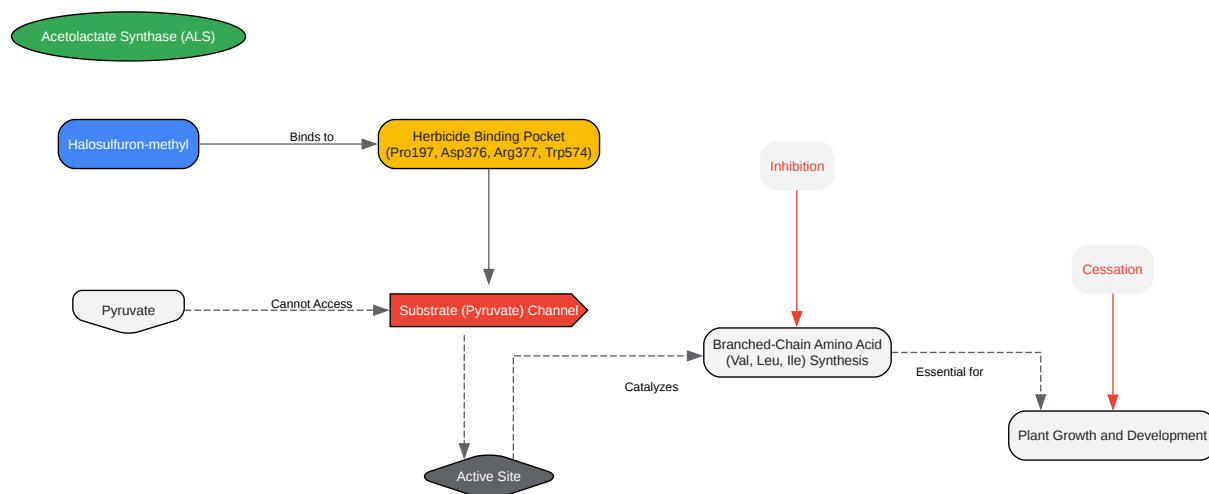 Acetolactate Synthase (ALS)
Halosulfuron-methyl
Binds to
Herbicide Binding Pocket
(Pro197, Asp376, Arg377, Trp574)
Inhibition
Cessation
Pyruvate
Cannot Access
Substrate (Pyruvate) Channel
Branched-Chain Amino Acid
(Val, Leu, Ile) Synthesis
Catalyzes
Essential for
Plant Growth and Development
Active Site